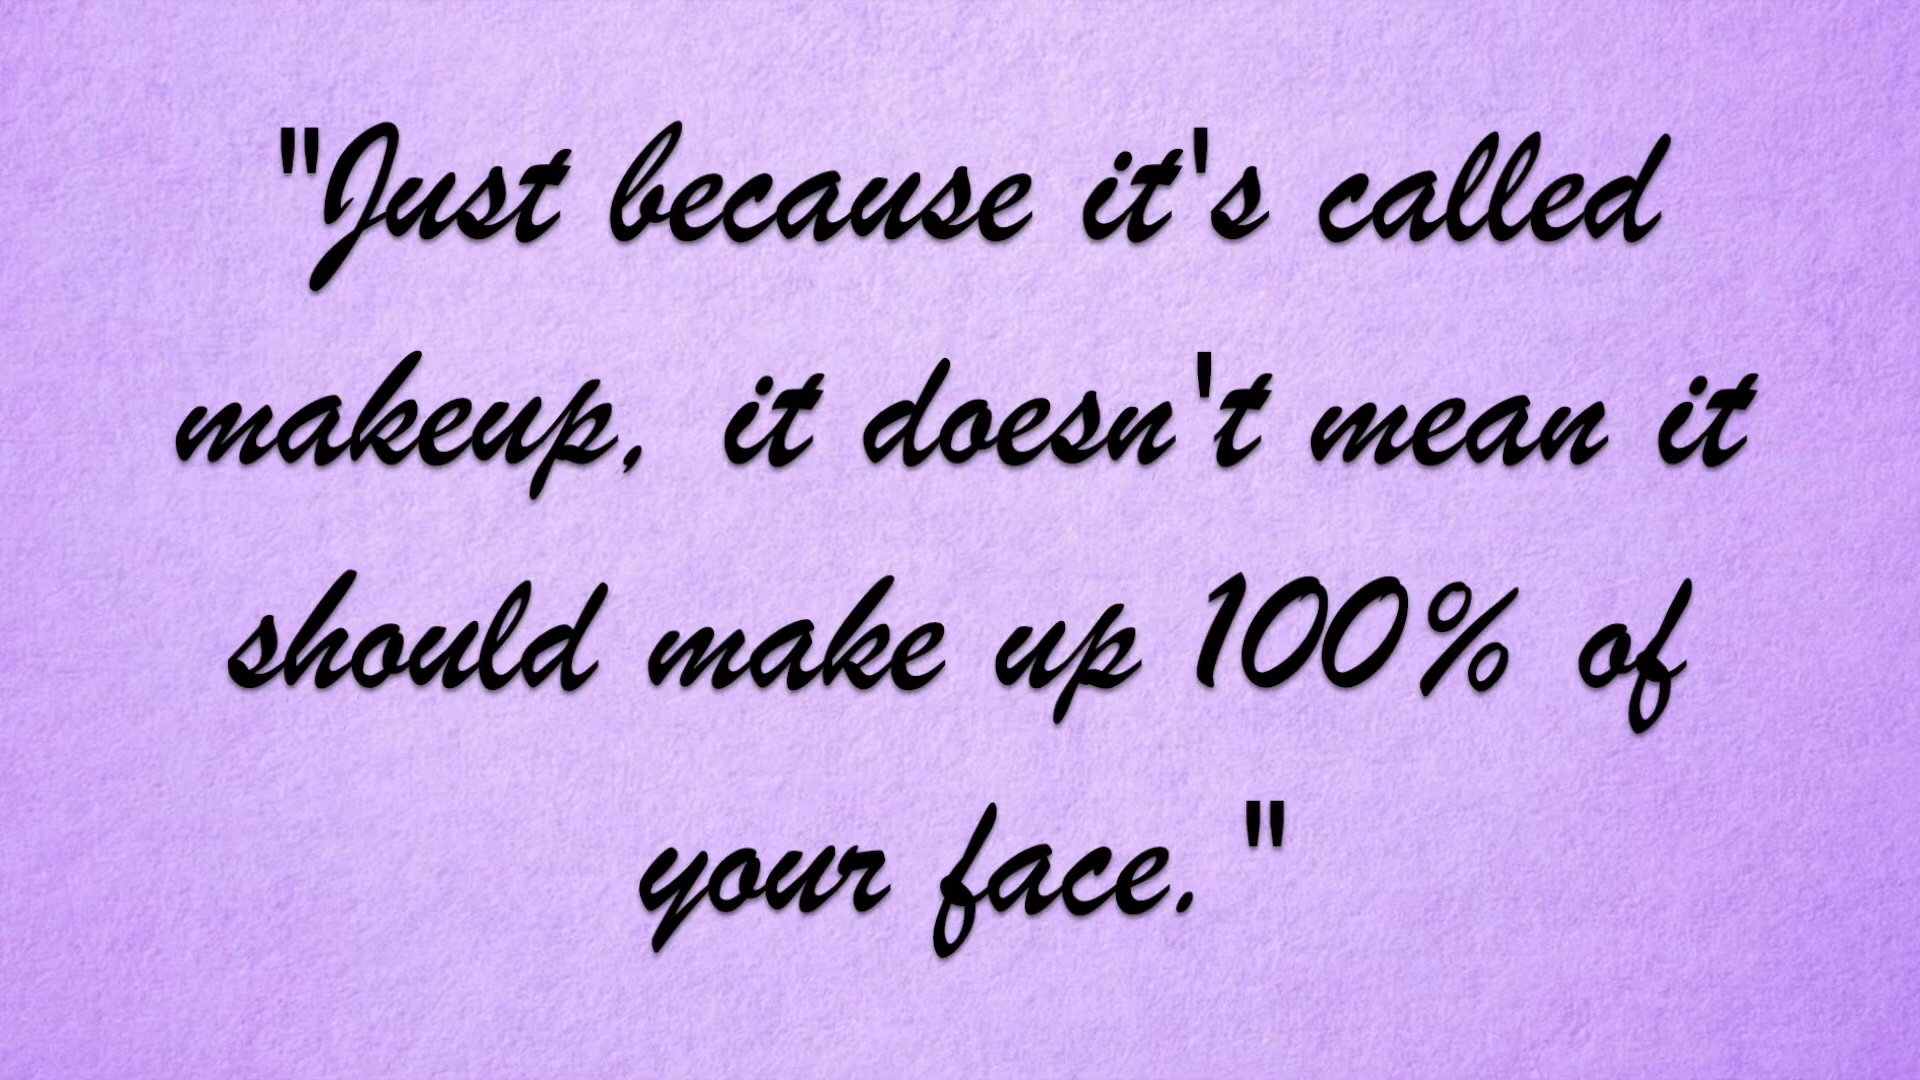 "Just because it's called
makeup, it doesn't mean it
should make up 100% of
your face."